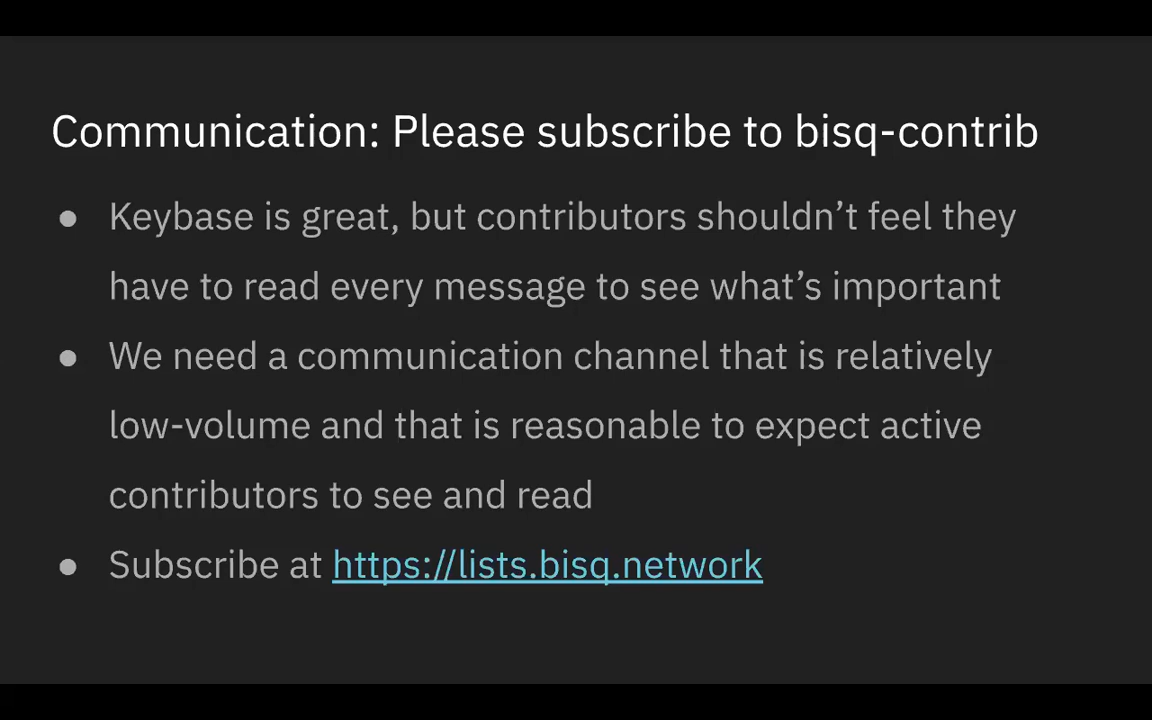 Communication: Please subscribe to bisq-contrib
● Keybase is great, but contributors shouldn’t feel they
have to read every message to see what’s important
● We need a communication channel that is relatively
low-volume and that is reasonable to expect active
contributors to see and read
● Subscribe at https://lists.bisq.network